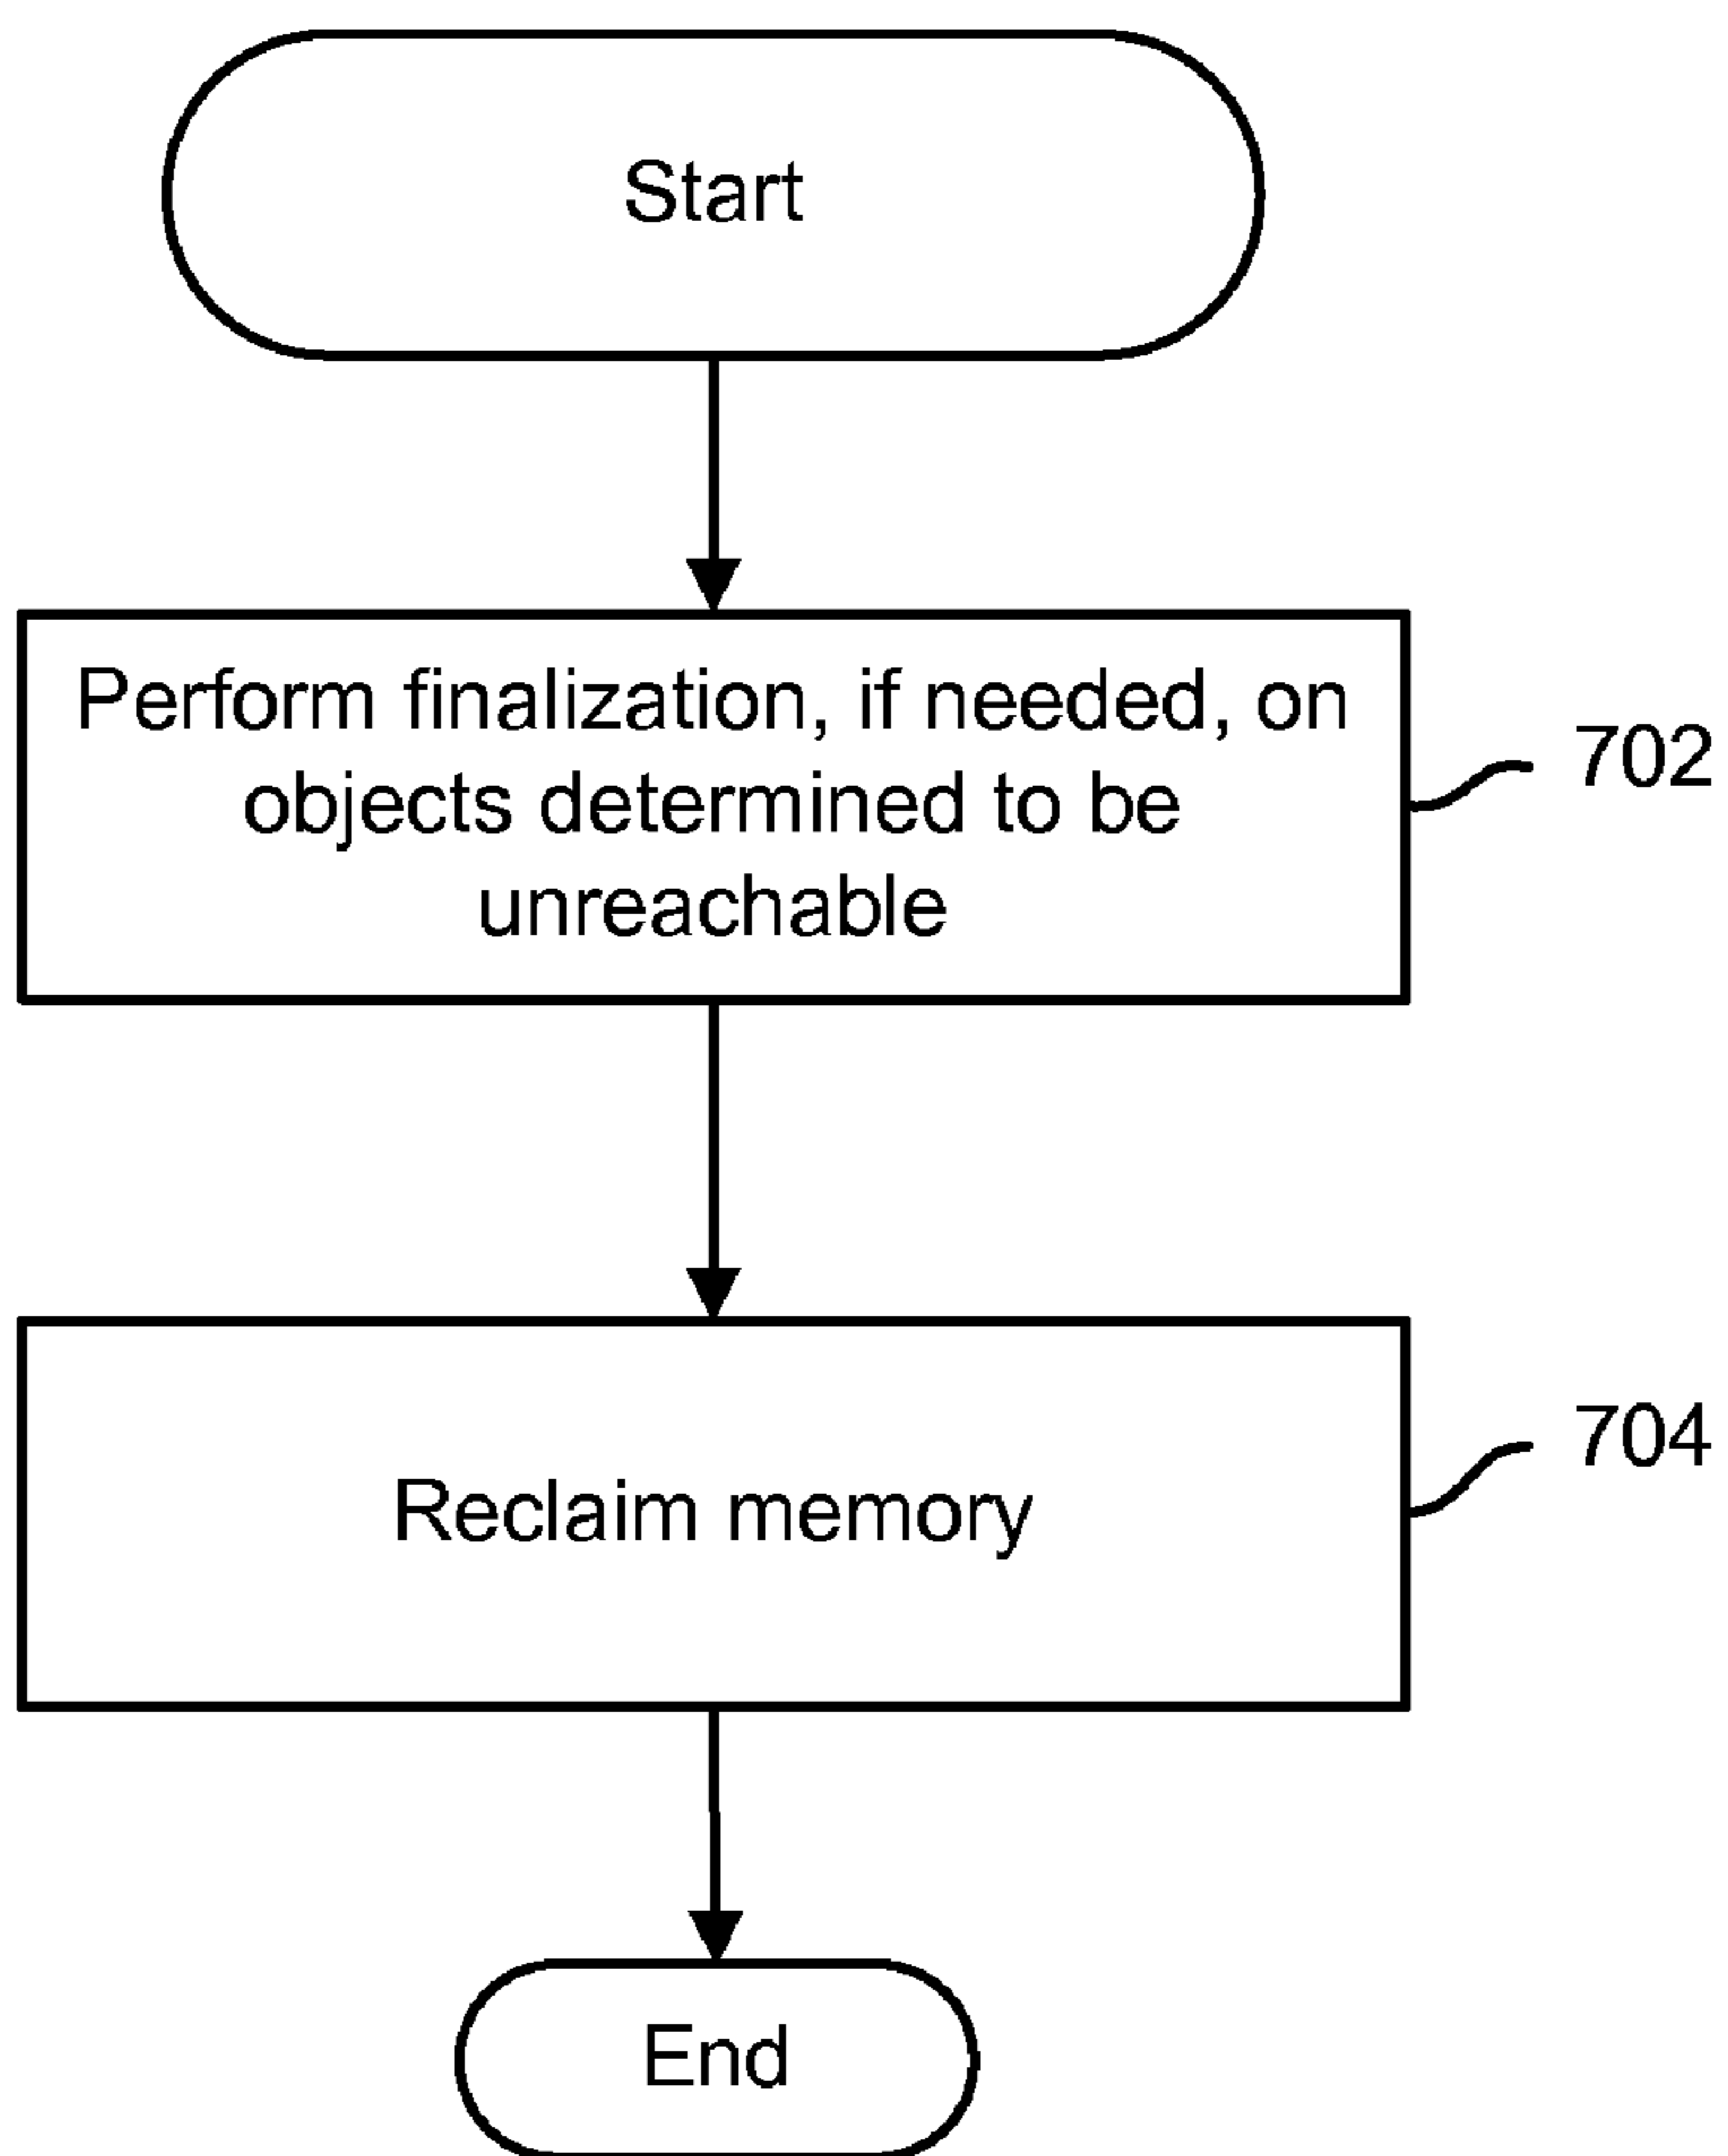 Start
Perform finalization, if needed, on
objects determined to be
unreachable
702
Reclaim memory
704
End